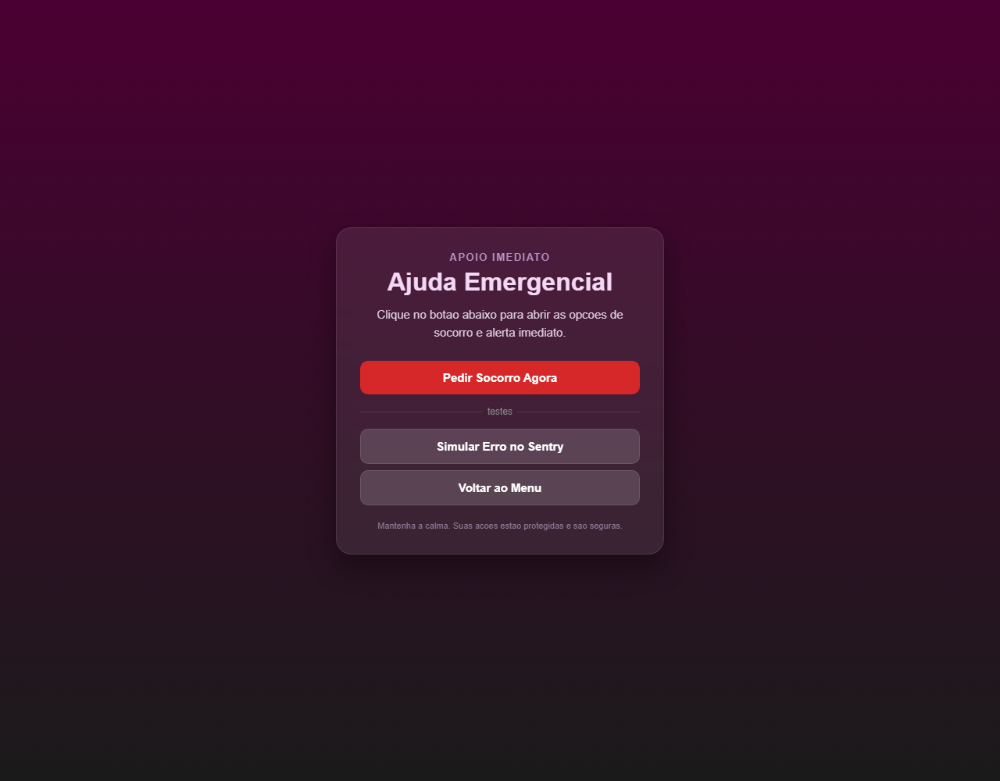 APOIO IMEDIATO
Ajuda Emergencial
Clique no botao abaixo para abrir as opcoes de
socorro e alerta imediato.
Pedir Socorro Agora
testes
Simular Erro no Sentry
Voltar ao Menu
Mantenha a calma. Suas acoes estao protegidas e sao seguras.